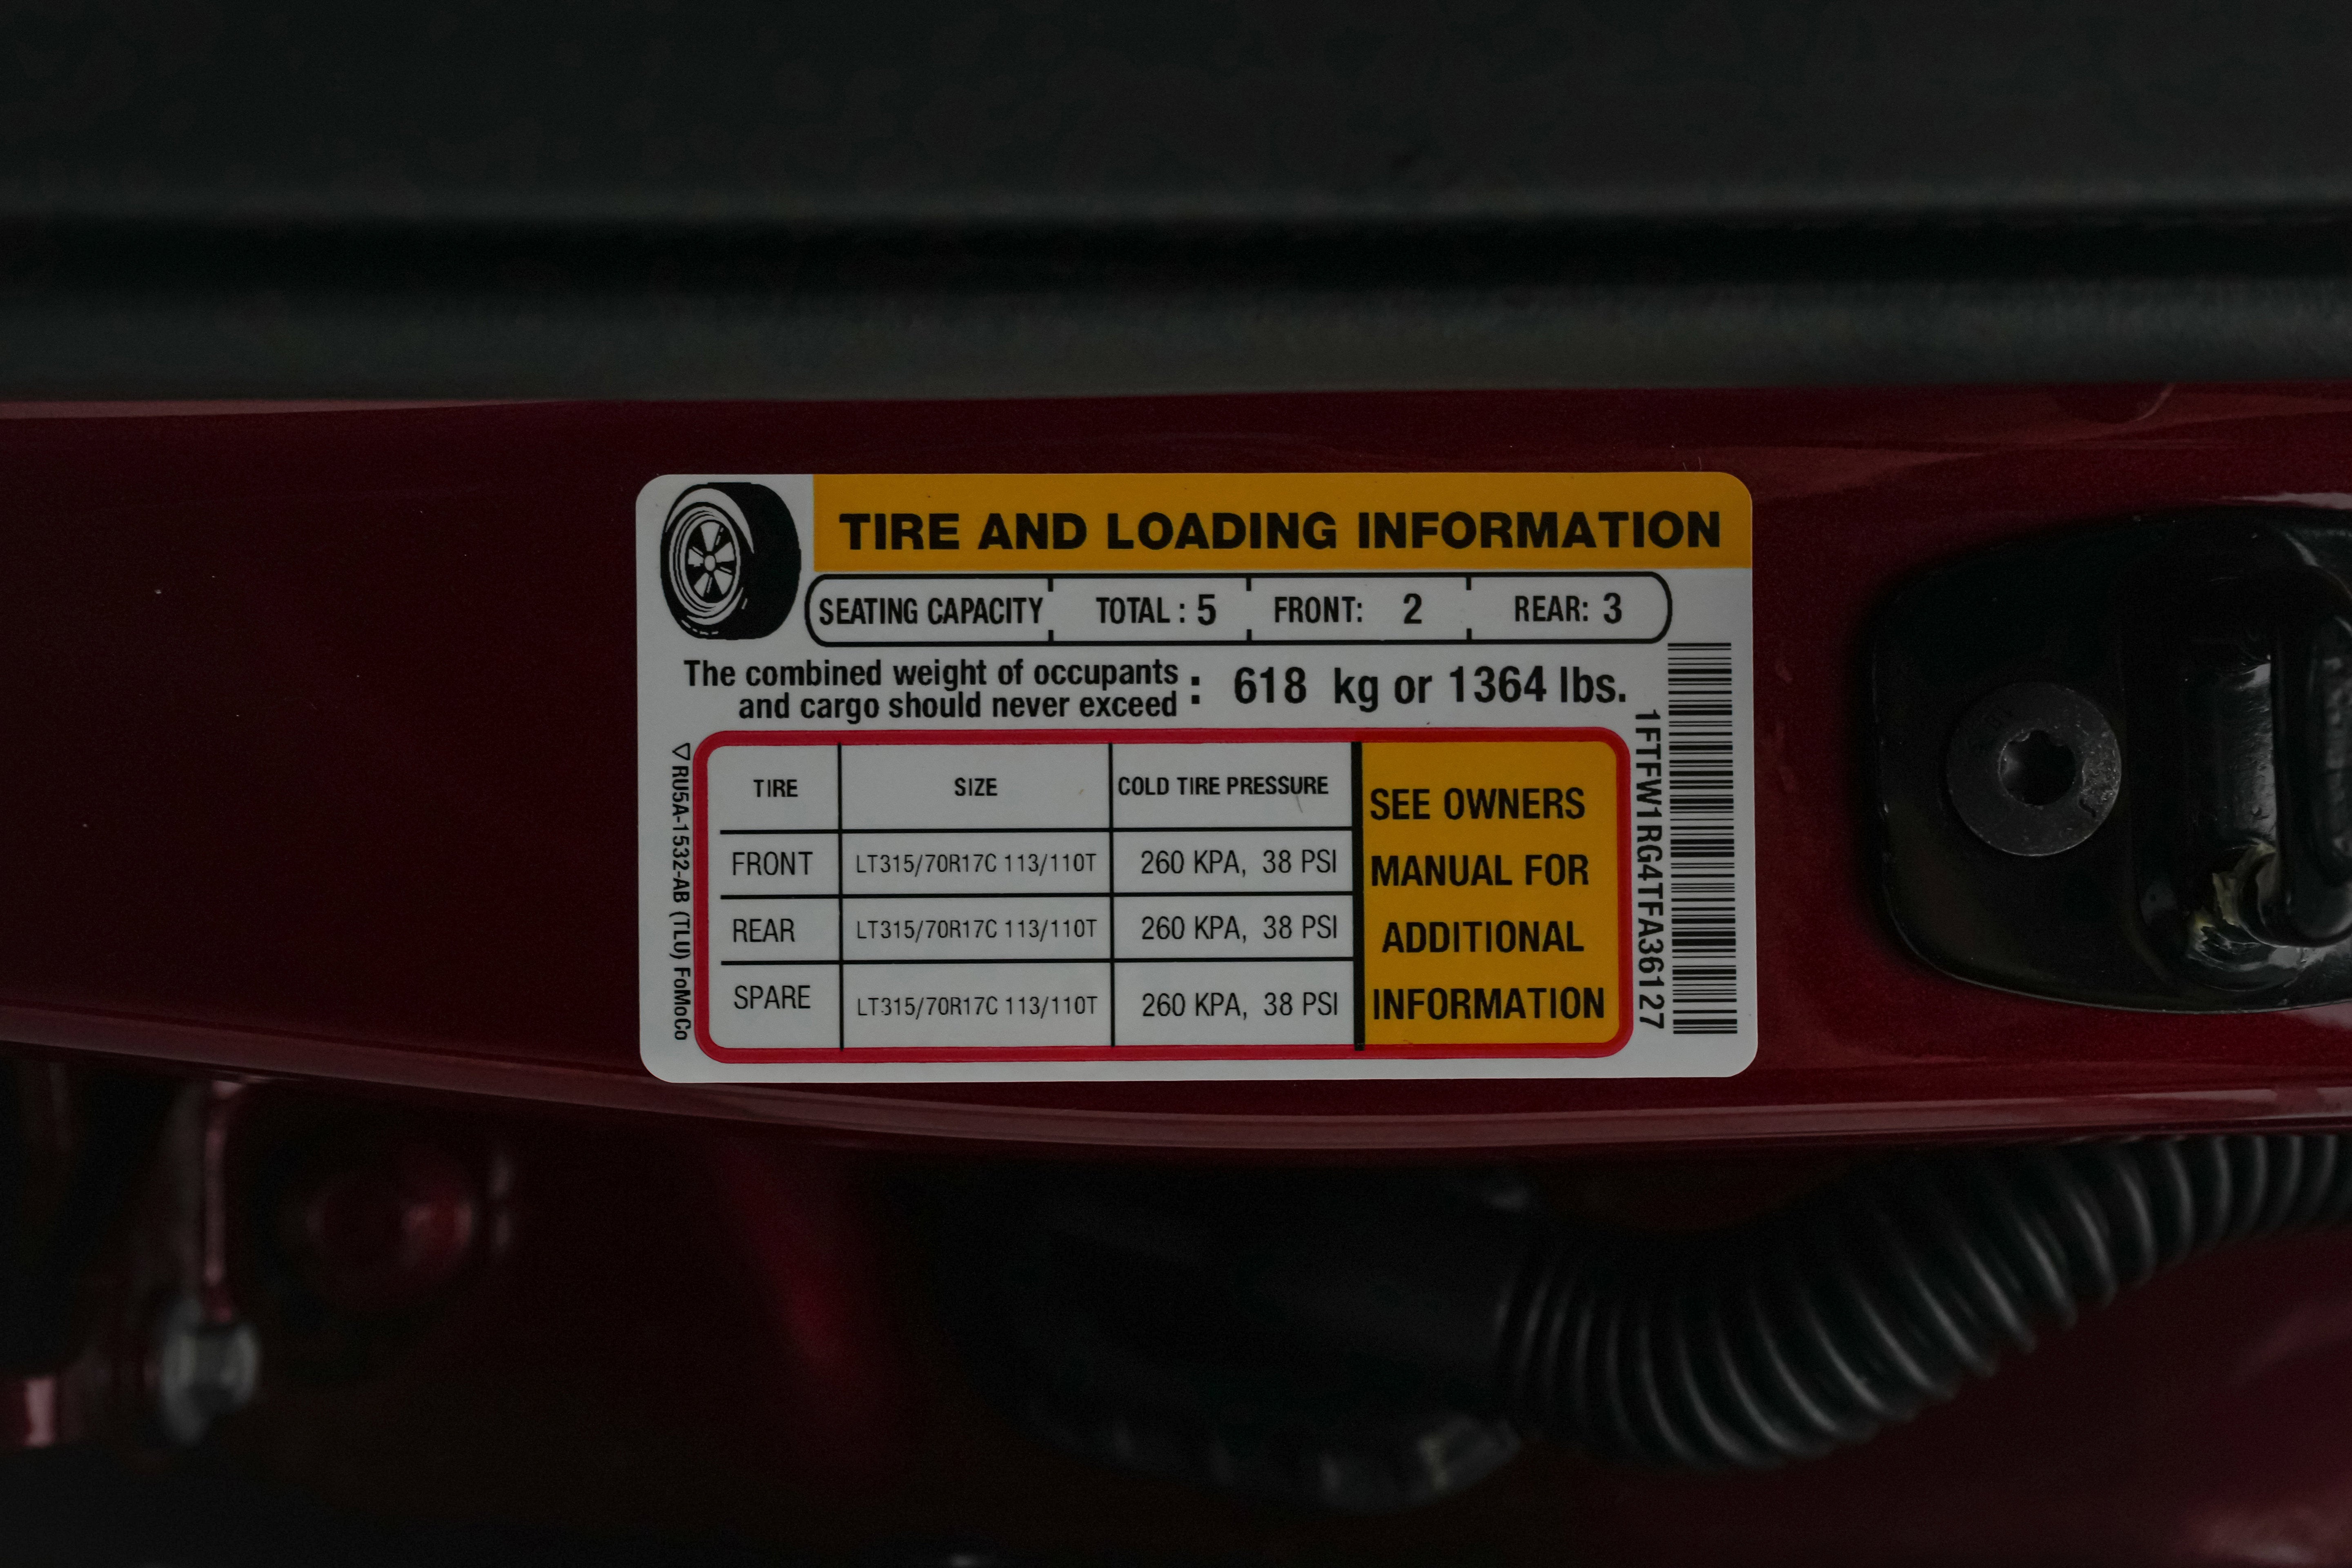 TIRE AND LOADING INFORMATION
SEATING CAPACITY TOTAL : 5 FRONT: 2 REAR: 3
The combined weight of occupants
and cargo should never exceed : 618 kg or 1364 lbs.
TIRE SIZE COLD TIRE PRESSURE
FRONT LT315/70R17C 113/110T 260 KPA, 38 PSI
REAR LT315/70R17C 113/110T 260 KPA, 38 PSI
SPARE LT315/70R17C 113/110T 260 KPA, 38 PSI
SEE OWNERS
MANUAL FOR
ADDITIONAL
INFORMATION
RU5A-1532-AB (TLU) FoMoCo
1FTFW1RG4TFA36127